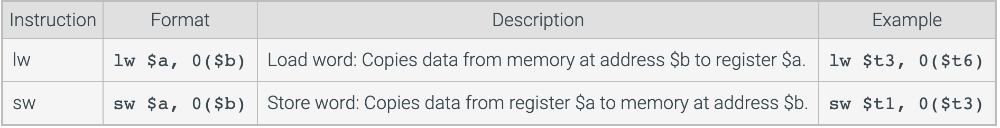 Instruction Format Description Example
lw lw $a, 0($b) Load word: Copies data from memory at address $b to register $a. lw $t3, 0($t6)
sw sw $a, 0($b) Store word: Copies data from register $a to memory at address $b. sw $t1, 0($t3)